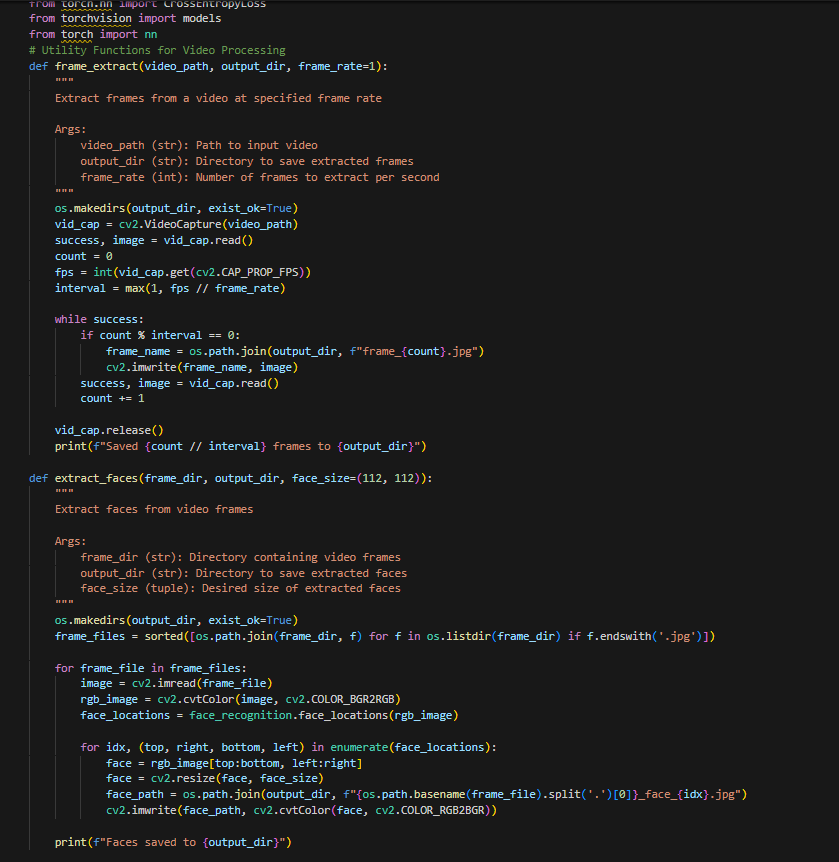 from torch.nn import CrossEntropyLoss
from torchvision import models
from torch import nn
# Utility Functions for Video Processing
def frame_extract(video_path, output_dir, frame_rate=1):
    """
    Extract frames from a video at specified frame rate

    Args:
        video_path (str): Path to input video
        output_dir (str): Directory to save extracted frames
        frame_rate (int): Number of frames to extract per second
    """
    os.makedirs(output_dir, exist_ok=True)
    vid_cap = cv2.VideoCapture(video_path)
    success, image = vid_cap.read()
    count = 0
    fps = int(vid_cap.get(cv2.CAP_PROP_FPS))
    interval = max(1, fps // frame_rate)

    while success:
        if count % interval == 0:
            frame_name = os.path.join(output_dir, f"frame_{count}.jpg")
            cv2.imwrite(frame_name, image)
        success, image = vid_cap.read()
        count += 1

    vid_cap.release()
    print(f"Saved {count // interval} frames to {output_dir}")

def extract_faces(frame_dir, output_dir, face_size=(112, 112)):
    """
    Extract faces from video frames

    Args:
        frame_dir (str): Directory containing video frames
        output_dir (str): Directory to save extracted faces
        face_size (tuple): Desired size of extracted faces
    """
    os.makedirs(output_dir, exist_ok=True)
    frame_files = sorted([os.path.join(frame_dir, f) for f in os.listdir(frame_dir) if f.endswith('.jpg')])

    for frame_file in frame_files:
        image = cv2.imread(frame_file)
        rgb_image = cv2.cvtColor(image, cv2.COLOR_BGR2RGB)
        face_locations = face_recognition.face_locations(rgb_image)

        for idx, (top, right, bottom, left) in enumerate(face_locations):
            face = rgb_image[top:bottom, left:right]
            face = cv2.resize(face, face_size)
            face_path = os.path.join(output_dir, f"{os.path.basename(frame_file).split('.')[0]}_face_{idx}.jpg")
            cv2.imwrite(face_path, cv2.cvtColor(face, cv2.COLOR_RGB2BGR))

    print(f"Faces saved to {output_dir}")